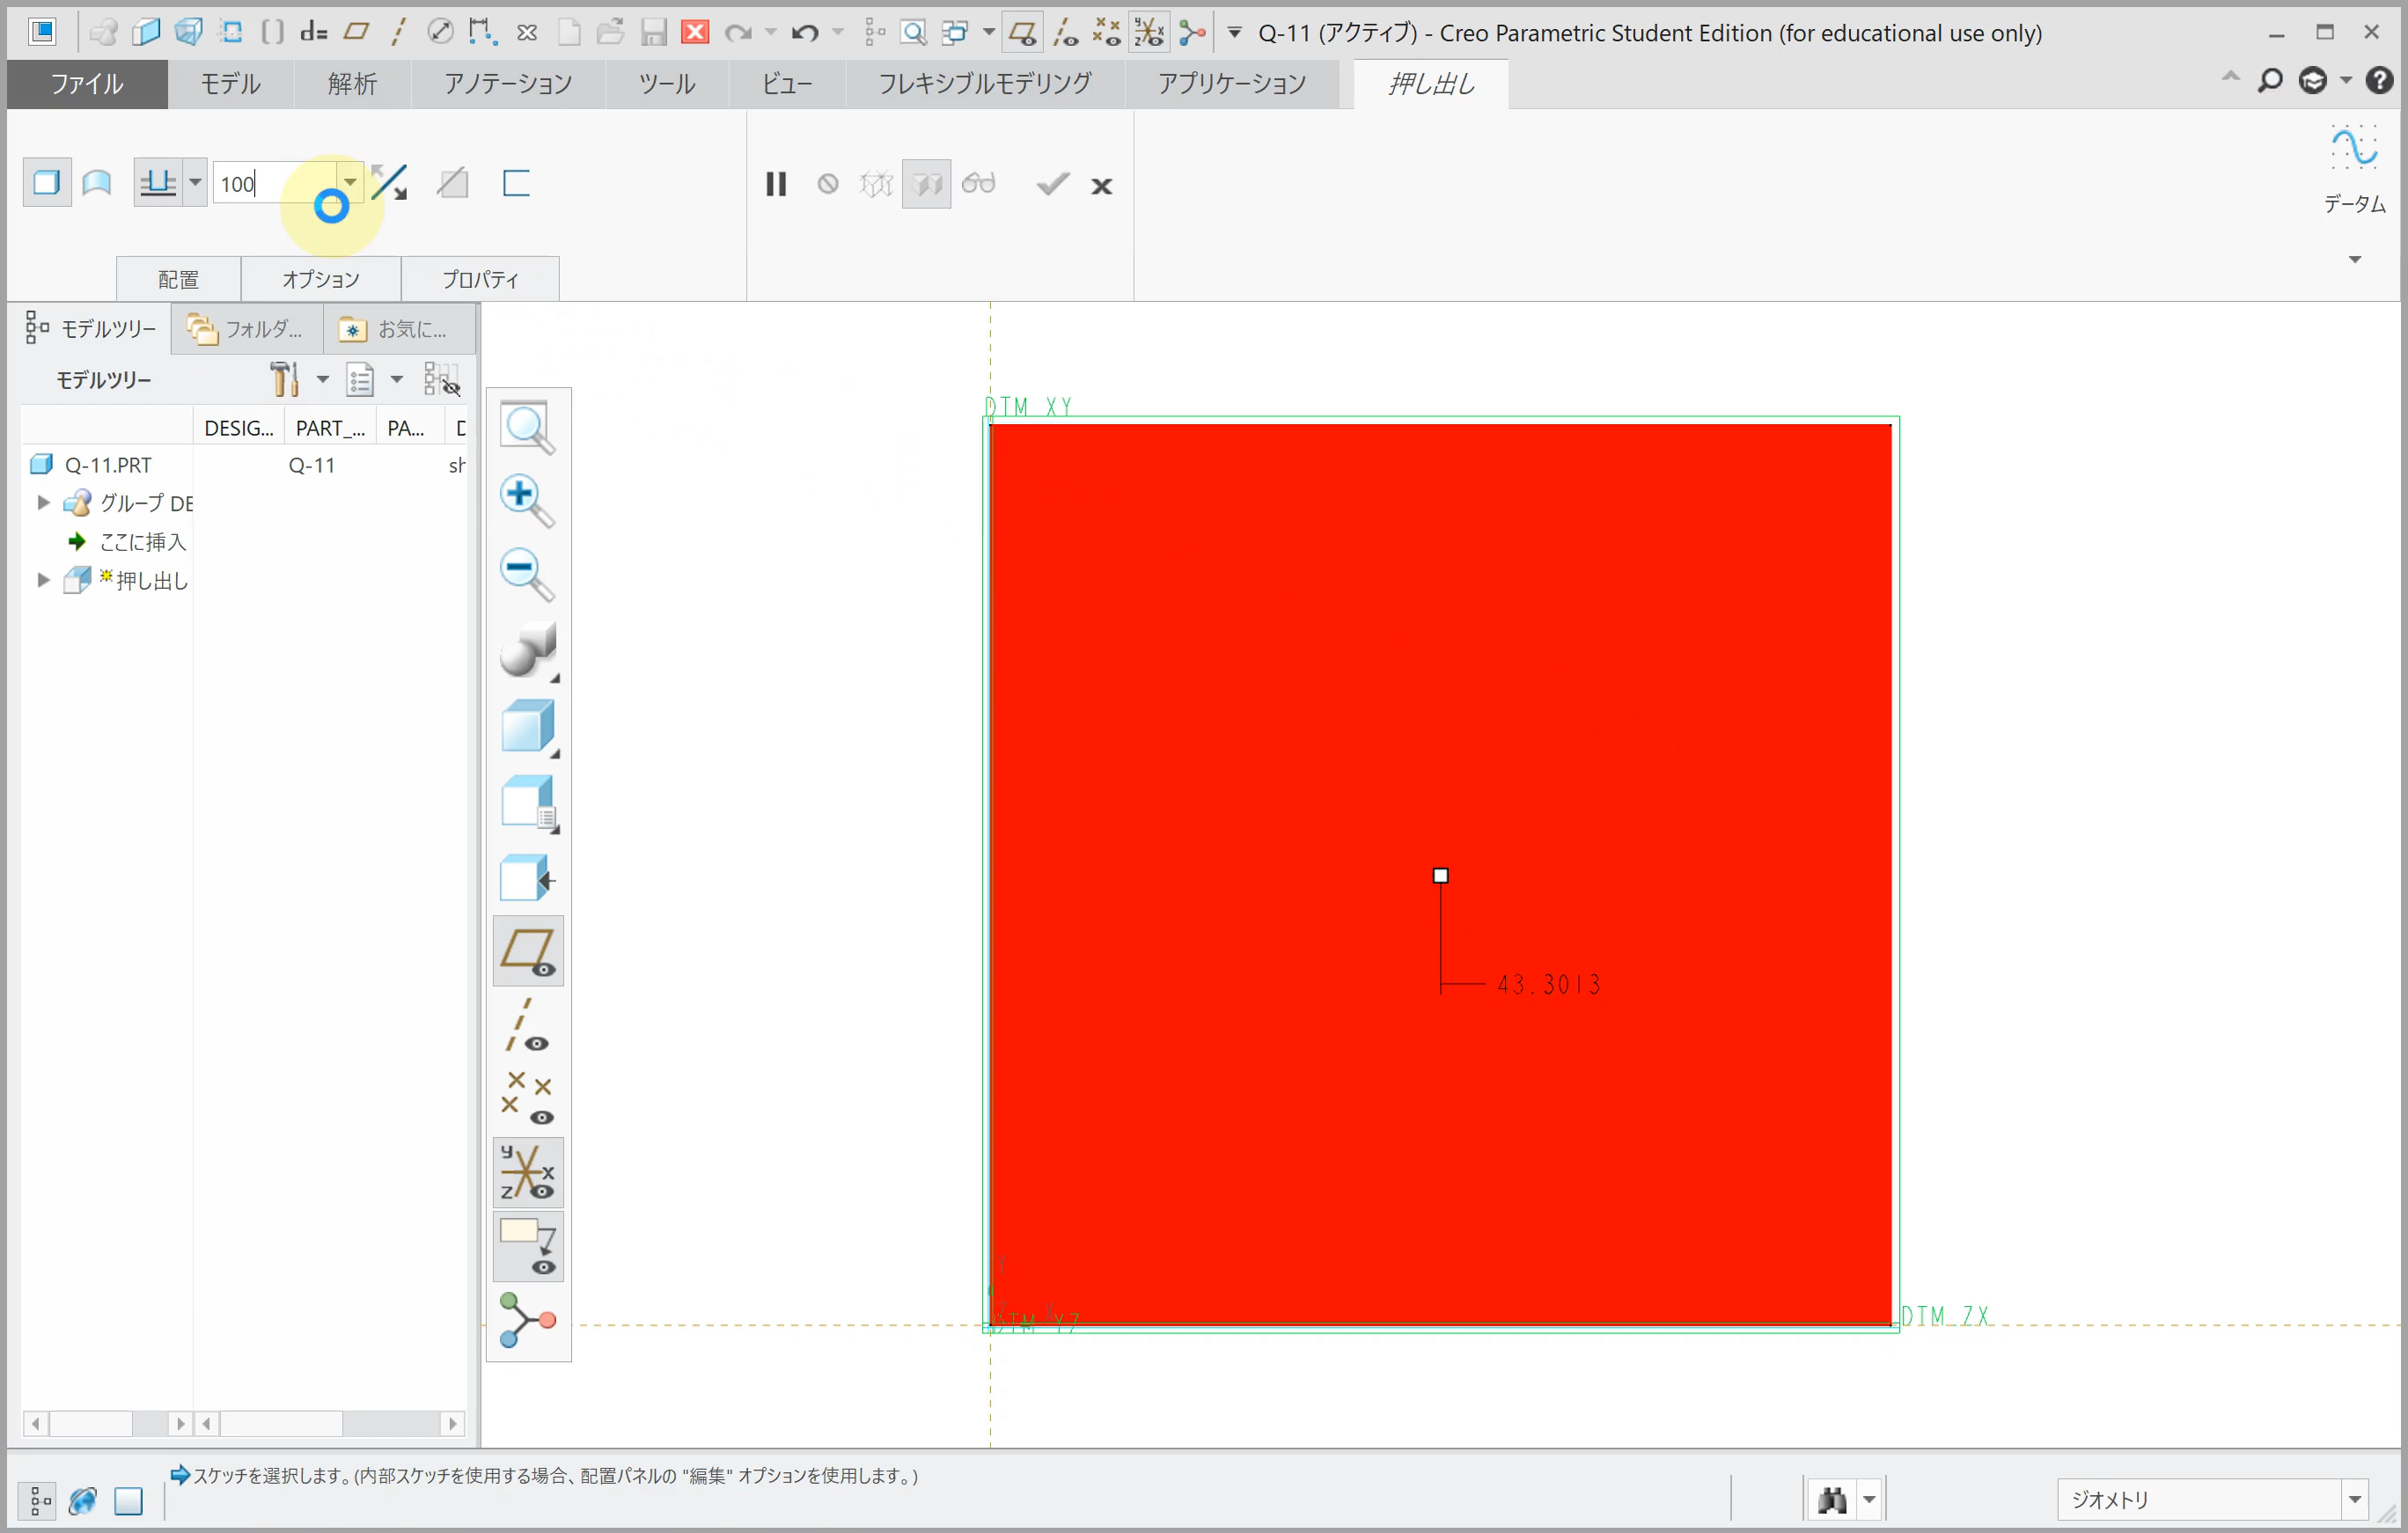 Q-11 (アクティブ) - Creo Parametric Student Edition (for educational use only)
ファイル
モデル
解析
アノテーション
ツール
ビュー
フレキシブルモデリング
アプリケーション
押し出し
100
データム
配置
オプション
プロパティ
モデルツリー
フォルダ...
お気に...
モデルツリー
DESIG...
PART_...
PA...
Q-11.PRT
Q-11
sh
グループ DE
ここに挿入
押し出し
DTM_XY
43.3013
DTM_YZ
DTM_ZX
スケッチを選択します。(内部スケッチを使用する場合、配置パネルの "編集" オプションを使用します。)
ジオメトリ